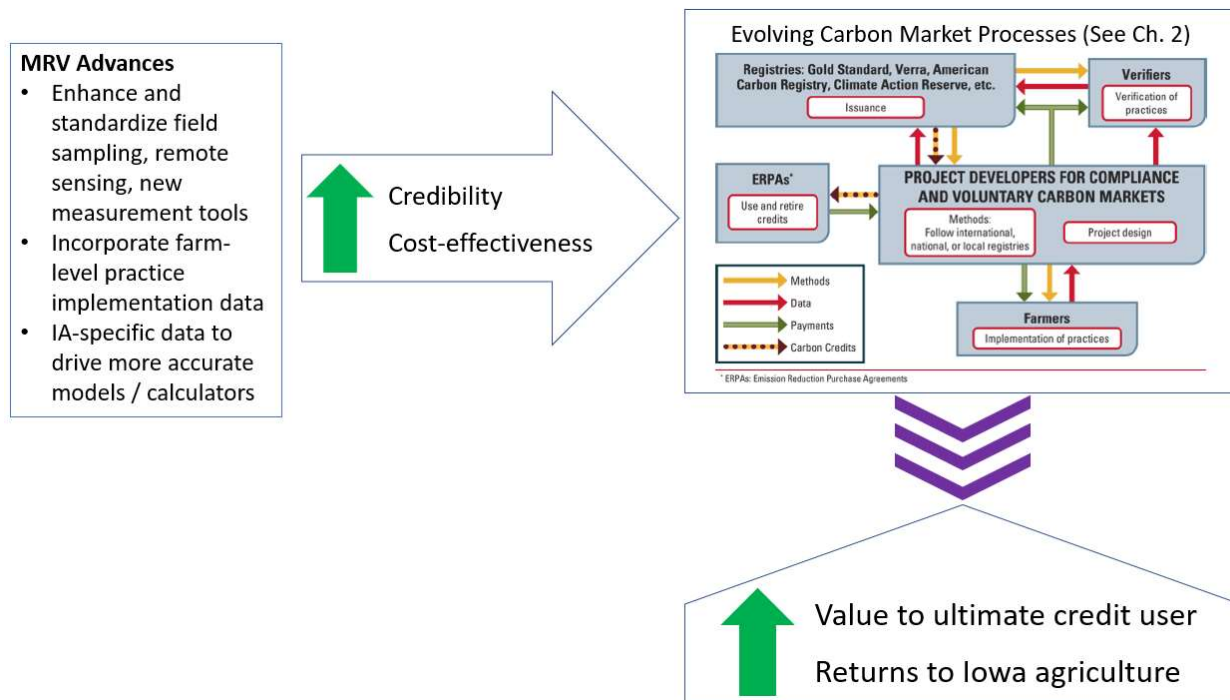 MRV Advances
• Enhance and
standardize field
sampling, remote
sensing, new
measurement tools
• Incorporate farm-
level practice
implementation data
• IA-specific data to
drive more accurate
models / calculators
Credibility
Cost-effectiveness
Evolving Carbon Market Processes (See Ch. 2)
Registries: Gold Standard, Verra, American
Carbon Registry, Climate Action Reserve, etc.
Issuance
Verifiers
Verification of
practices
ERPAs*
Use and retire
credits
PROJECT DEVELOPERS FOR COMPLIANCE
AND VOLUNTARY CARBON MARKETS
Methods:
Follow international,
national, or local registries
Project design
Methods
Data
Payments
Carbon Credits
Farmers
Implementation of practices
* ERPAs: Emission Reduction Purchase Agreements
Value to ultimate credit user
Returns to Iowa agriculture